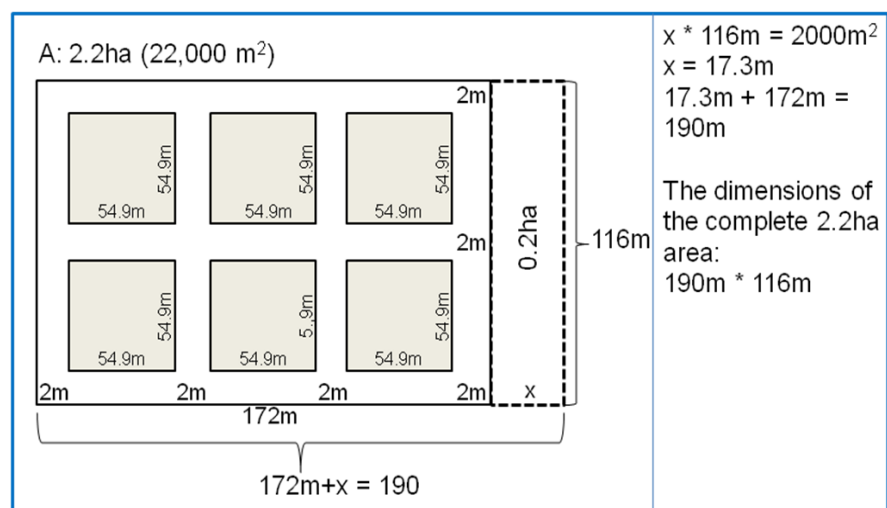 A: 2.2ha (22,000 m²)
2m
54.9m
54.9m
54.9m
54.9m
54.9m
54.9m
0.2ha
2m
116m
54.9m
5.,9m
54.9m
54.9m
54.9m
54.9m
2m
2m
2m
2m
x
172m
172m+x = 190
x * 116m = 2000m²
x = 17.3m
17.3m + 172m =
190m
The dimensions of
the complete 2.2ha
area:
190m * 116m